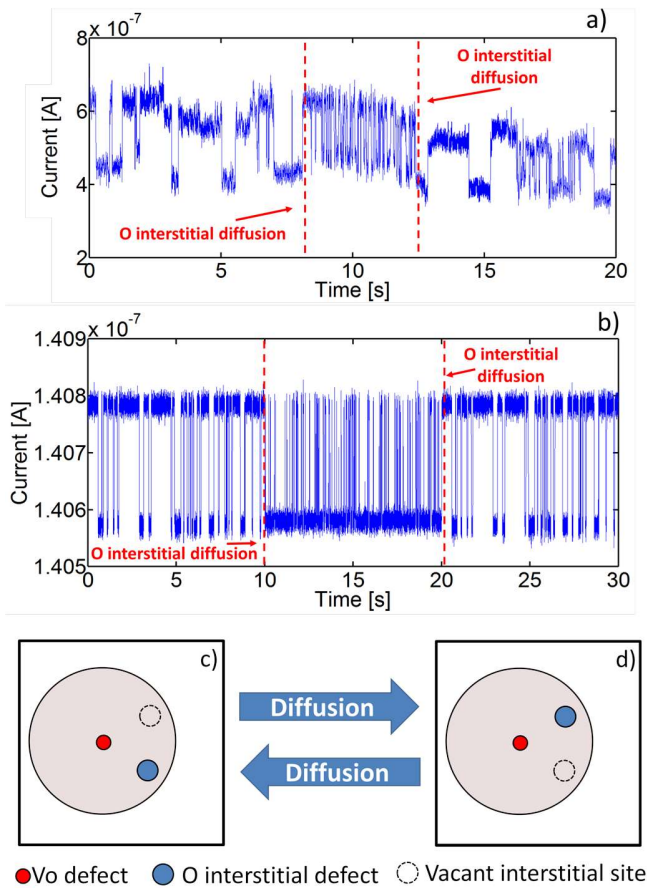 8 x 10⁻⁷
a)
O interstitial
diffusion
6
4
2
Current [A]
O interstitial diffusion
0
5
10
15
20
Time [s]
1.409 x 10⁻⁷
b)
O interstitial
diffusion
1.408
1.407
1.406
1.405
Current [A]
O interstitial diffusion
0
5
10
15
20
25
30
Time [s]
c)
Diffusion
Diffusion
d)
Vo defect
O interstitial defect
Vacant interstitial site